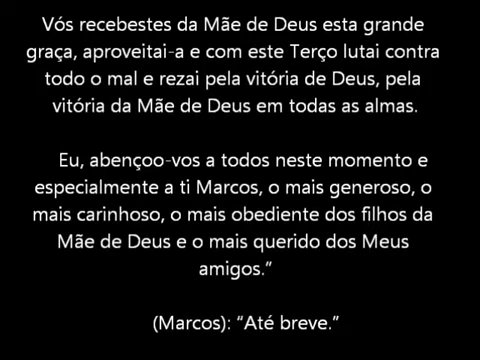 Vós recebestes da Mãe de Deus esta grande
graça, aproveitai-a e com este Terço lutai contra
todo o mal e rezai pela vitória de Deus, pela
vitória da Mãe de Deus em todas as almas.
Eu, abençoo-vos a todos neste momento e
especialmente a ti Marcos, o mais generoso, o
mais carinhoso, o mais obediente dos filhos da
Mãe de Deus e o mais querido dos Meus
amigos.”
(Marcos): “Até breve.”